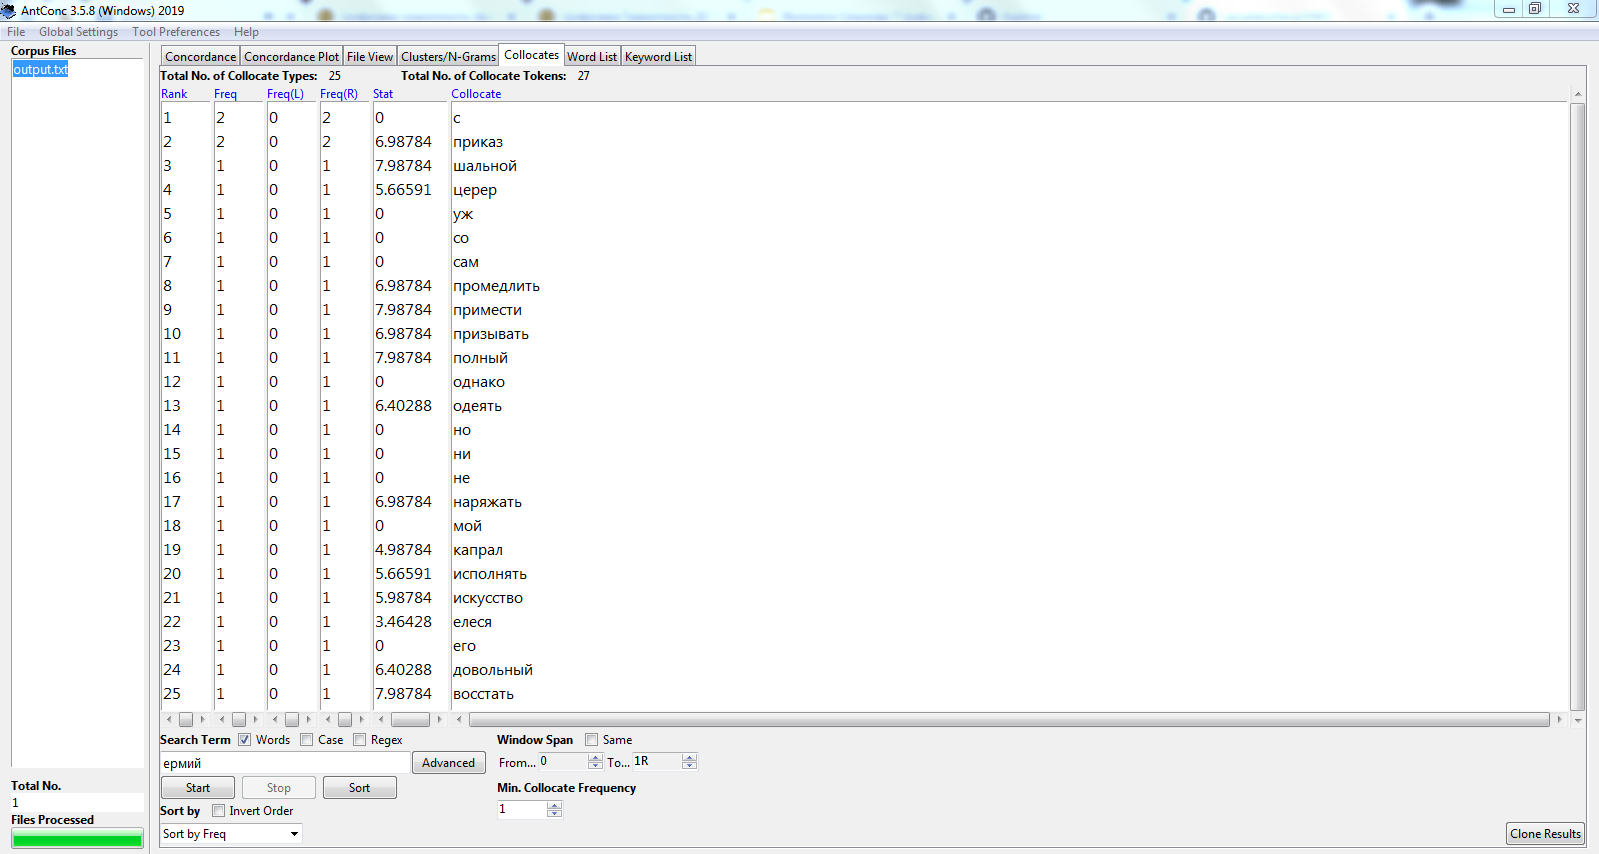 AntConc 3.5.8 (Windows) 2019
File Global Settings Tool Preferences Help
Corpus Files
output.txt
Concordance Concordance Plot File View Clusters/N-Grams Collocates Word List Keyword List
Total No. of Collocate Types: 25 Total No. of Collocate Tokens: 27
Rank Freq Freq(L) Freq(R) Stat Collocate
1 2 0 2 0 с
2 2 0 2 6.98784 приказ
3 1 0 1 7.98784 шальной
4 1 0 1 5.66591 церер
5 1 0 1 0 уж
6 1 0 1 0 со
7 1 0 1 0 сам
8 1 0 1 6.98784 промедлить
9 1 0 1 7.98784 примести
10 1 0 1 6.98784 призывать
11 1 0 1 7.98784 полный
12 1 0 1 0 однако
13 1 0 1 6.40288 одеять
14 1 0 1 0 но
15 1 0 1 0 ни
16 1 0 1 0 не
17 1 0 1 6.98784 наряжать
18 1 0 1 0 мой
19 1 0 1 4.98784 капрал
20 1 0 1 5.66591 исполнять
21 1 0 1 5.98784 искусство
22 1 0 1 3.46428 елеся
23 1 0 1 0 его
24 1 0 1 6.40288 довольный
25 1 0 1 7.98784 восстать
Search Term Words Case Regex Window Span Same
ермий Advanced From... 0 To... 1R
Start Stop Sort Min. Collocate Frequency
Total No.
1
Sort by Invert Order 1
Files Processed
Sort by Freq Clone Results